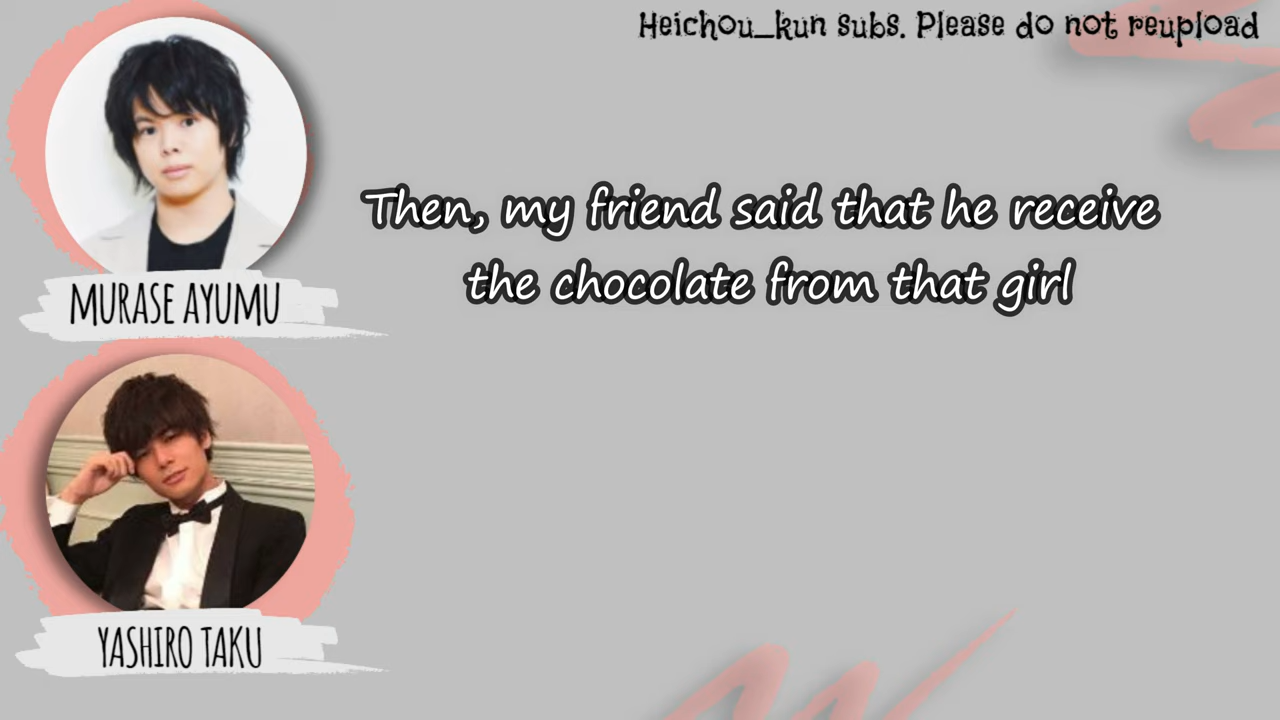 Heichou_kun subs. Please do not reupload
MURASE AYUMU
Then, my friend said that he receive
the chocolate from that girl
YASHIRO TAKU